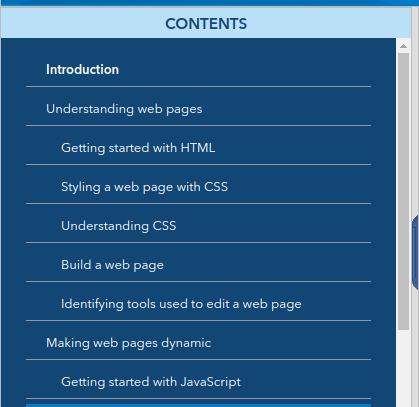 CONTENTS
Introduction
Understanding web pages
Getting started with HTML
Styling a web page with CSS
Understanding CSS
Build a web page
Identifying tools used to edit a web page
Making web pages dynamic
Getting started with JavaScript